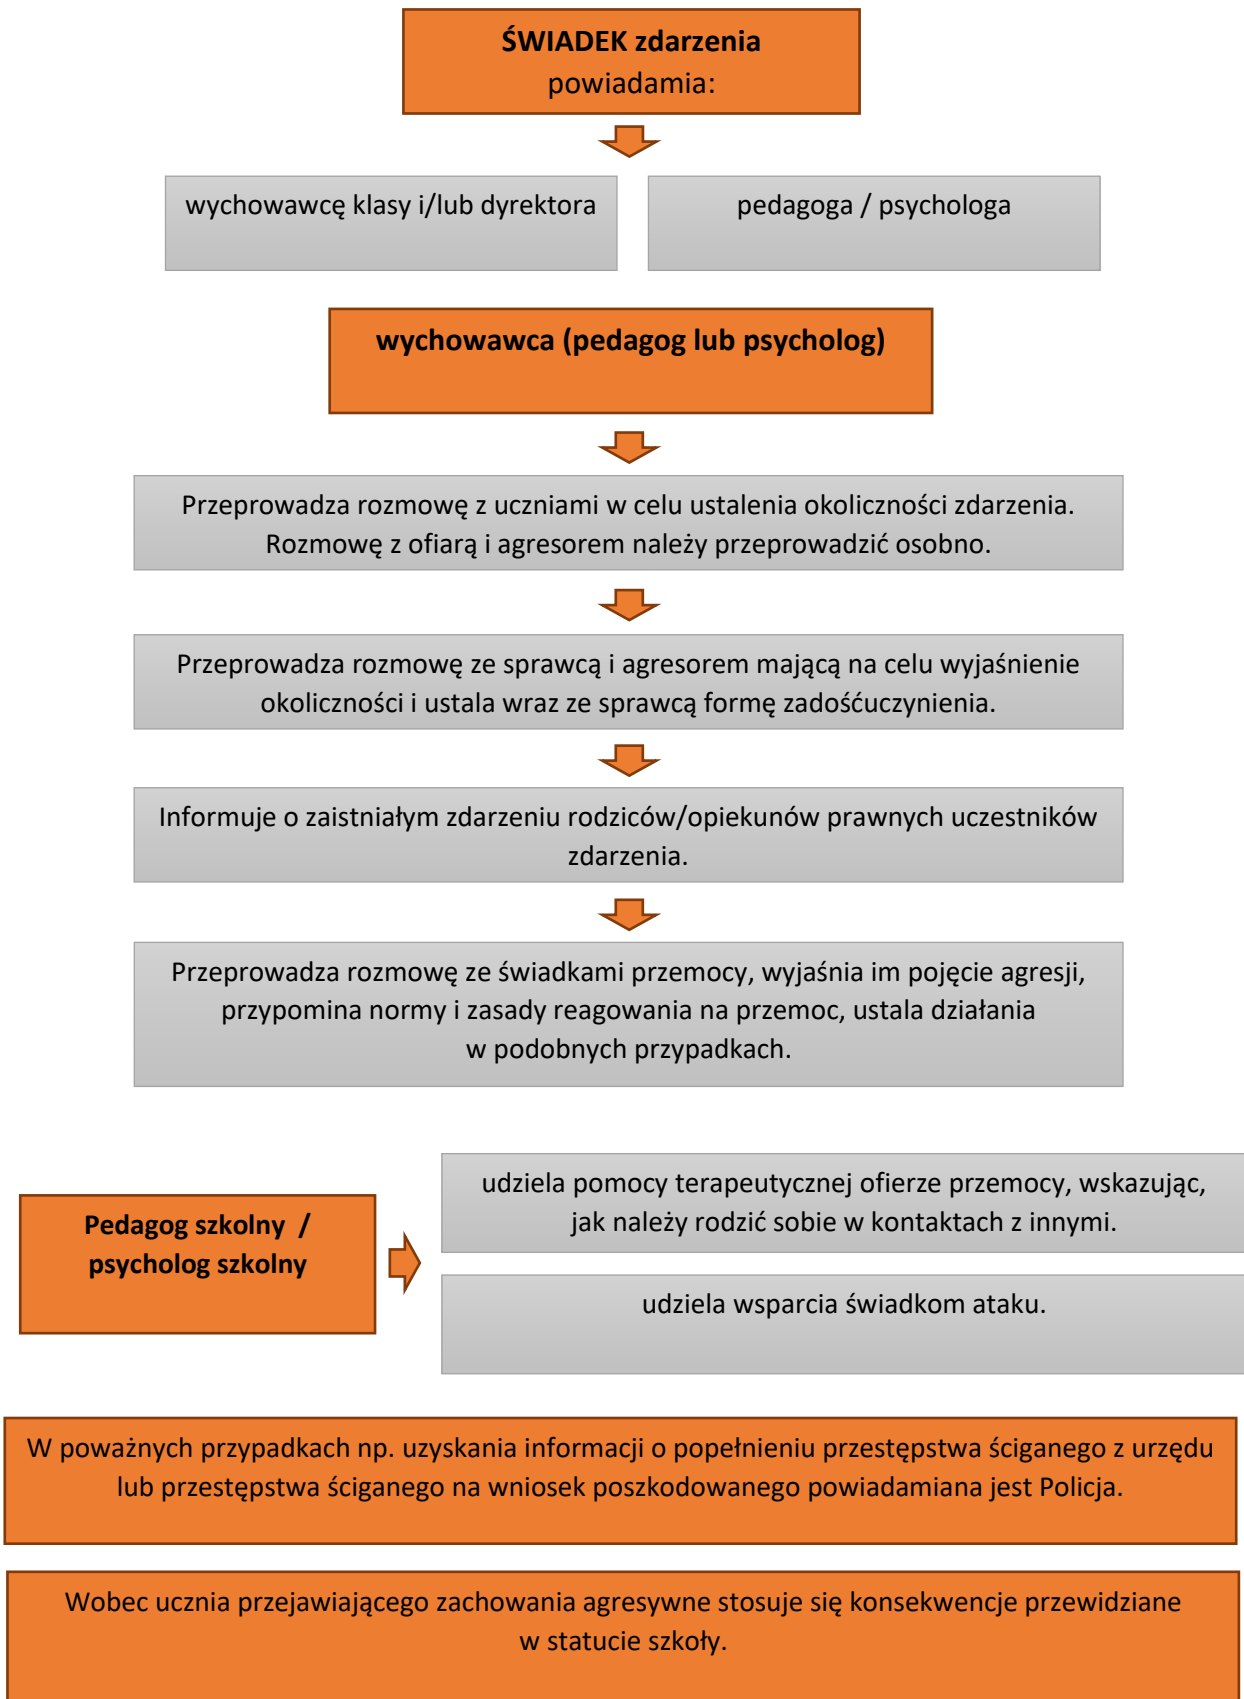 ŚWIADEK zdarzenia
powiadamia:
wychowawcę klasy i/lub dyrektora
pedagoga / psychologa
wychowawca (pedagog lub psycholog)
Przeprowadza rozmowę z uczniami w celu ustalenia okoliczności zdarzenia.
Rozmowę z ofiarą i agresorem należy przeprowadzić osobno.
Przeprowadza rozmowę ze sprawcą i agresorem mającą na celu wyjaśnienie
okoliczności i ustala wraz ze sprawcą formę zadośćuczynienia.
Informuje o zaistniałym zdarzeniu rodziców/opiekunów prawnych uczestników
zdarzenia.
Przeprowadza rozmowę ze świadkami przemocy, wyjaśnia im pojęcie agresji,
przypomina normy i zasady reagowania na przemoc, ustala działania
w podobnych przypadkach.
Pedagog szkolny /
psycholog szkolny
udziela pomocy terapeutycznej ofierze przemocy, wskazując,
jak należy rodzić sobie w kontaktach z innymi.
udziela wsparcia świadkom ataku.
W poważnych przypadkach np. uzyskania informacji o popełnieniu przestępstwa ściganego z urzędu
lub przestępstwa ściganego na wniosek poszkodowanego powiadamiana jest Policja.
Wobec ucznia przejawiającego zachowania agresywne stosuje się konsekwencje przewidziane
w statucie szkoły.